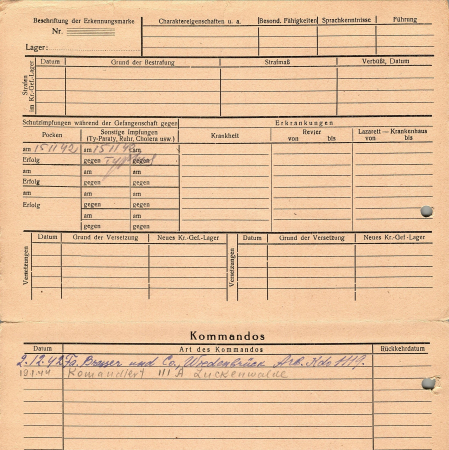 Beschriftung der Erkennungsmarke
Nr.
Lager:
Charaktereigenschaften u. a.
Besond. Fähigkeiten
Sprachkenntnisse
Führung
Strafen im Kr.-Gef.-Lager
Datum
Grund der Bestrafung
Strafmaß
Verbüßt, Datum
Schutzimpfungen während der Gefangenschaft gegen
Erkrankungen
Pocken
Sonstige Impfungen
(Ty-Paraty, Ruhr, Cholera usw.)
Krankheit
Revier
von bis
Lazarett — Krankenhaus
von bis
am 15.11.42 am 15.11.42 am
Erfolg gegen Typhus gegen
am am am
Erfolg gegen gegen
am am am
Erfolg gegen gegen
am am
gegen gegen
Versetzungen
Datum
Grund der Versetzung
Neues Kr.-Gef.-Lager
Versetzungen
Datum
Grund der Versetzung
Neues Kr.-Gef.-Lager
Kommandos
Datum
Art des Kommandos
Rückkehrdatum
2.12.42 Fa. und Co, Wiedenbrück Arb. Kdo 1119.
Komandiert III A Luckenwalde